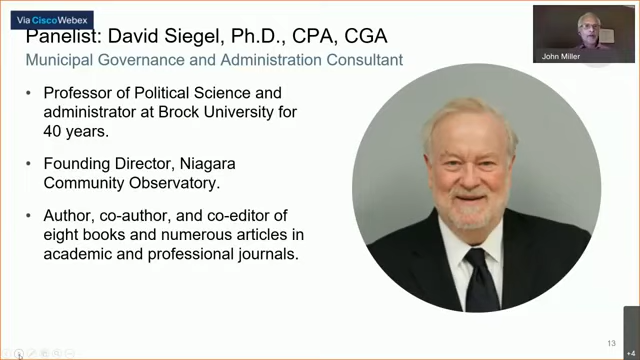 Via CiscoWebex
Panelist: David Siegel, Ph.D., CPA, CGA
Municipal Governance and Administration Consultant
John Miller
• Professor of Political Science and
administrator at Brock University for
40 years.
• Founding Director, Niagara
Community Observatory.
• Author, co-author, and co-editor of
eight books and numerous articles in
academic and professional journals.
13
+4